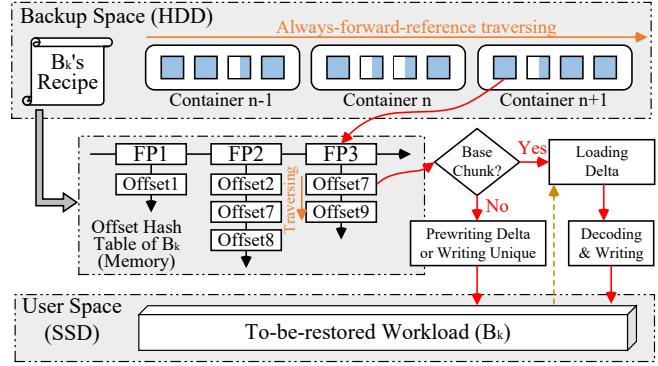 Backup Space (HDD)
Always-forward-reference traversing
Bk's
Recipe
Container n-1
Container n
Container n+1
FP1
FP2
FP3
Offset1
Offset2
Offset7
Offset8
Traversing
Offset7
Offset9
Offset Hash
Table of Bk
(Memory)
Base
Chunk?
Yes
No
Loading
Delta
Prewriting Delta
or Writing Unique
Decoding
& Writing
User Space
(SSD)
To-be-restored Workload (Bk)